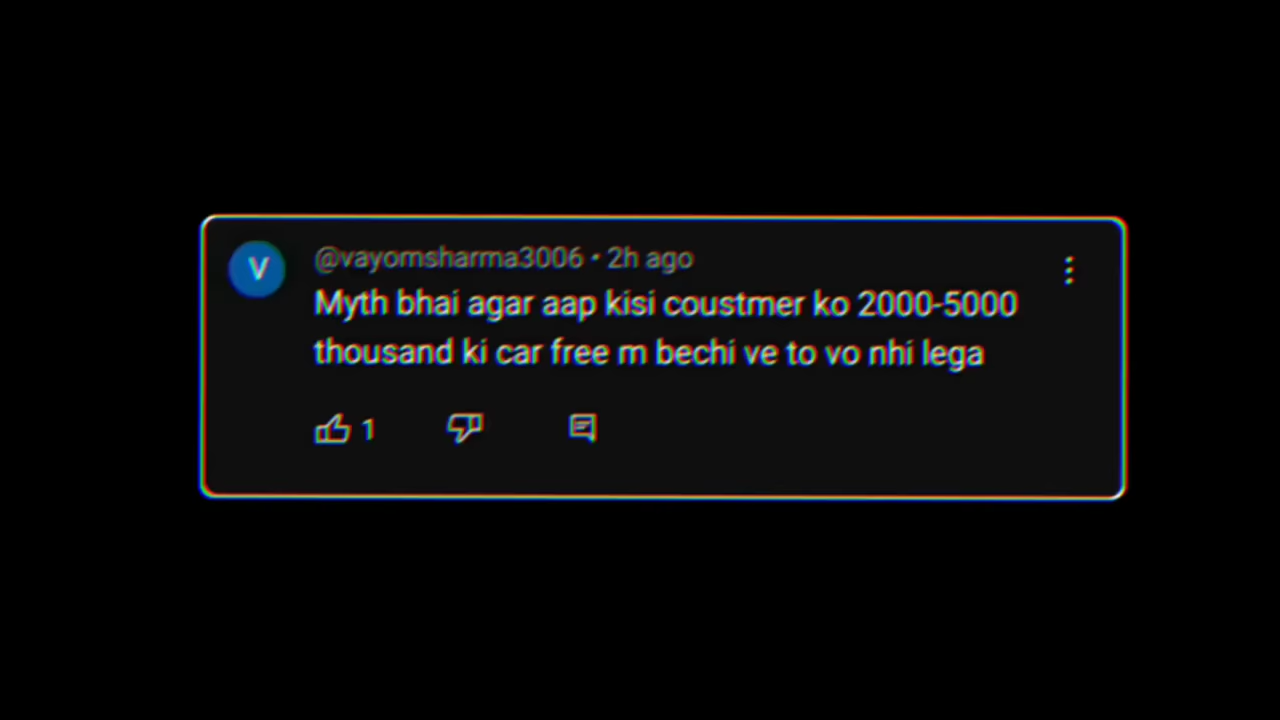 V
@vayomsharma3006 • 2h ago
Myth bhai agar aap kisi coustmer ko 2000-5000
thousand ki car free m bechi ve to vo nhi lega
1